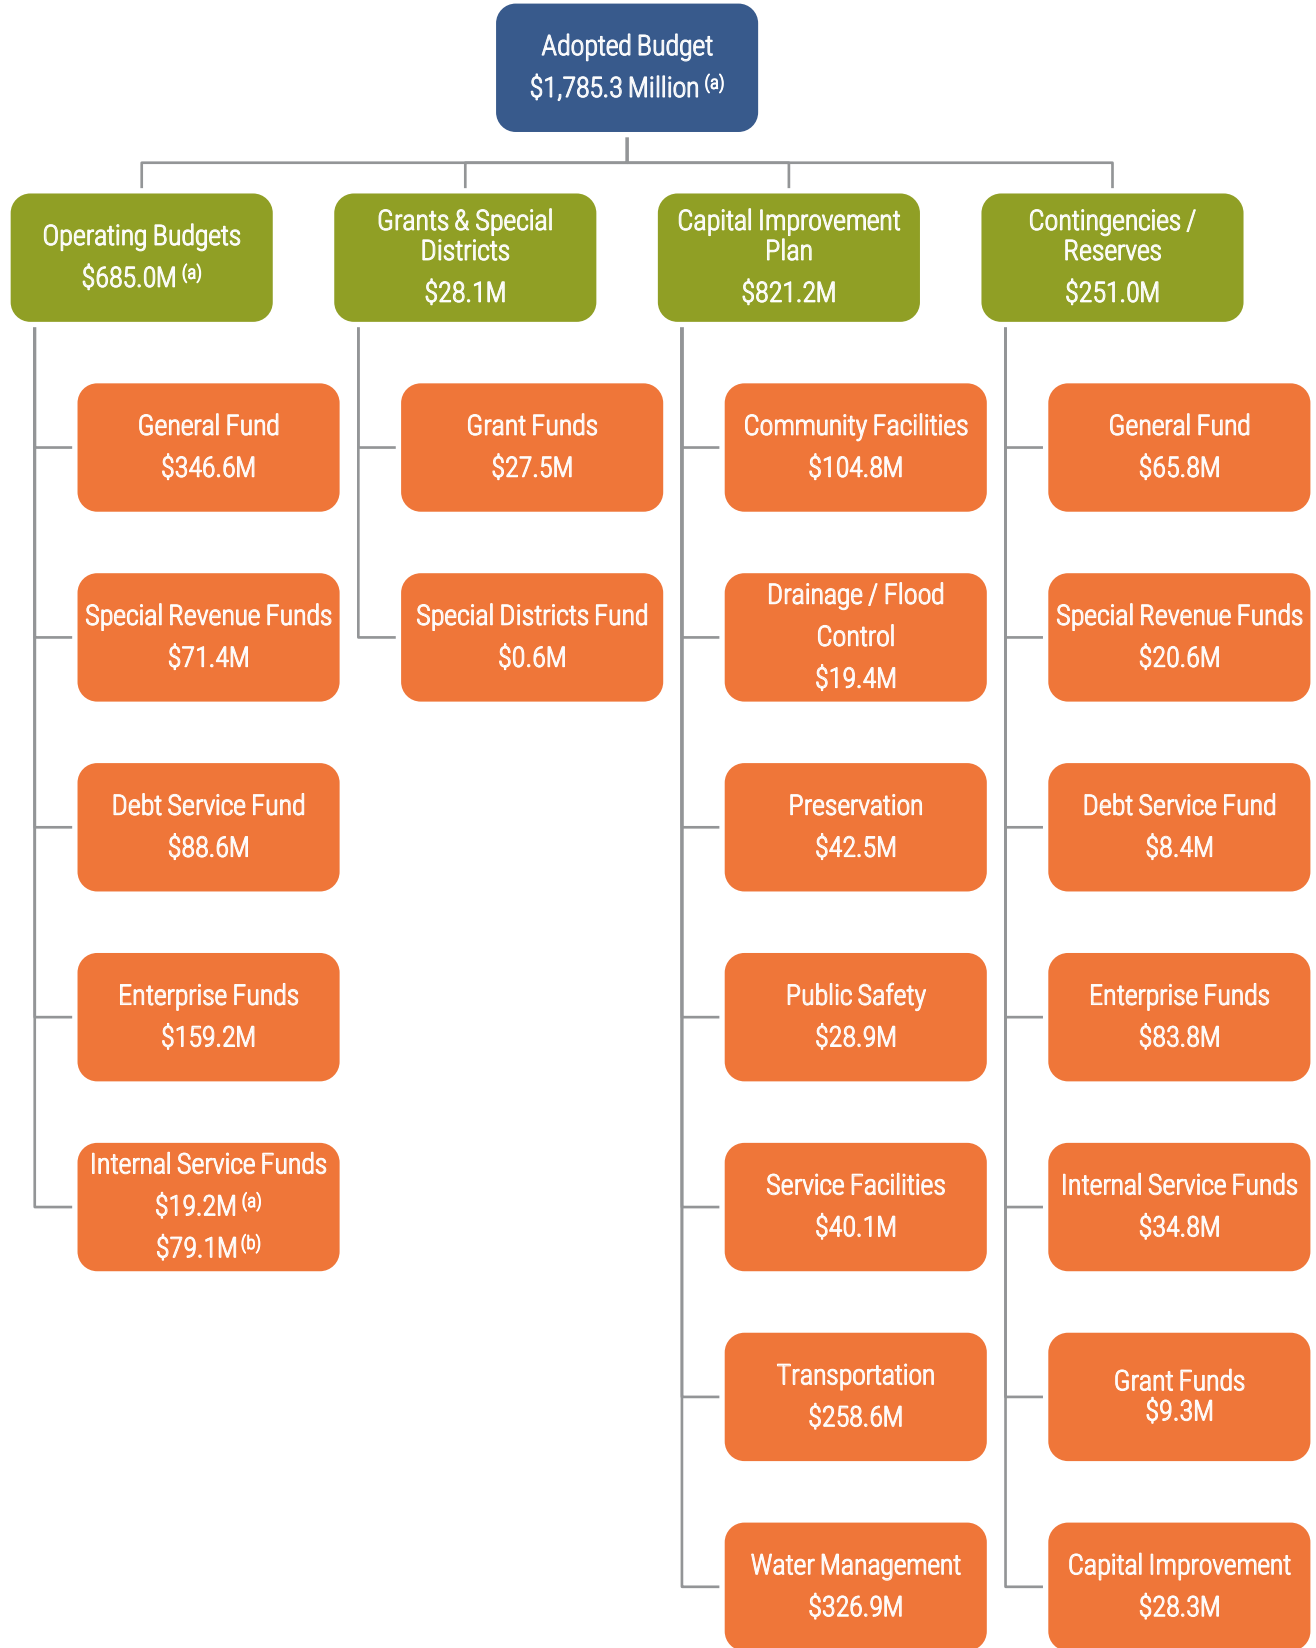 Adopted Budget
$1,785.3 Million (a)
Operating Budgets
$685.0M (a)
Grants & Special
Districts
$28.1M
Capital Improvement
Plan
$821.2M
Contingencies /
Reserves
$251.0M
General Fund
$346.6M
Special Revenue Funds
$71.4M
Debt Service Fund
$88.6M
Enterprise Funds
$159.2M
Internal Service Funds
$19.2M (a)
$79.1M (b)
Grant Funds
$27.5M
Special Districts Fund
$0.6M
Community Facilities
$104.8M
Drainage / Flood
Control
$19.4M
Preservation
$42.5M
Public Safety
$28.9M
Service Facilities
$40.1M
Transportation
$258.6M
Water Management
$326.9M
General Fund
$65.8M
Special Revenue Funds
$20.6M
Debt Service Fund
$8.4M
Enterprise Funds
$83.8M
Internal Service Funds
$34.8M
Grant Funds
$9.3M
Capital Improvement
$28.3M